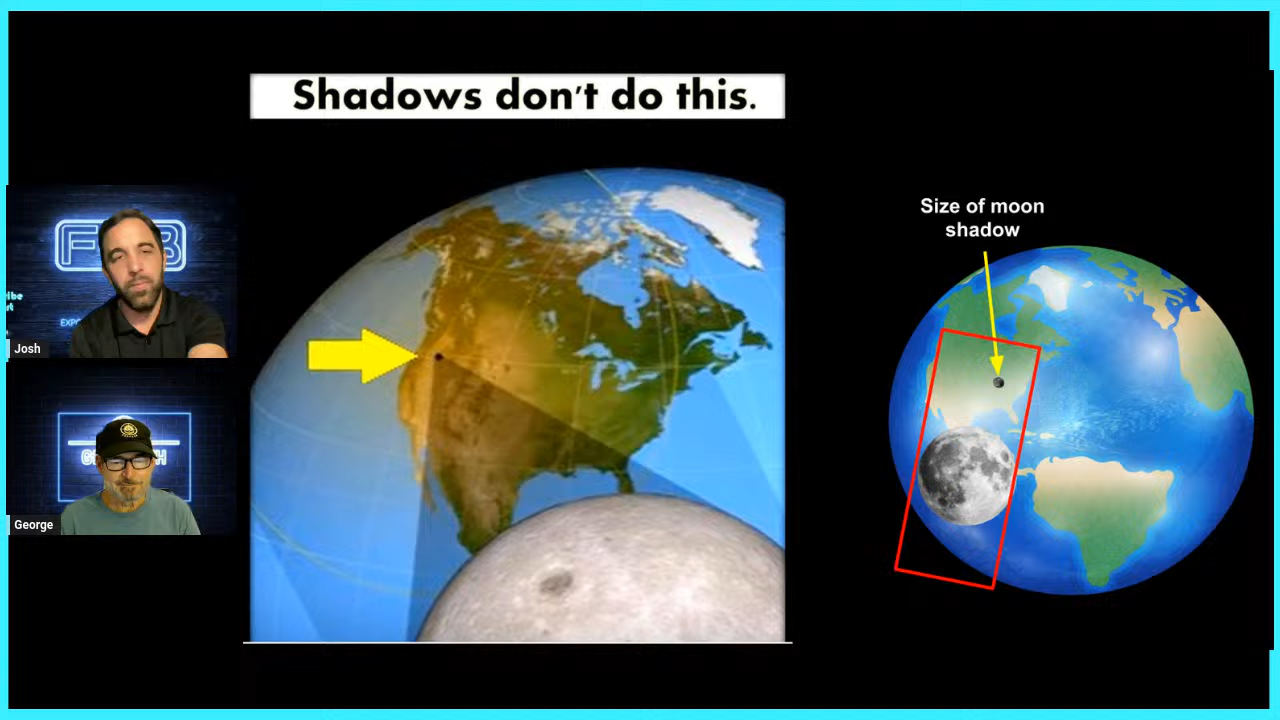 Shadows don't do this.
Size of moon
shadow
Josh
George